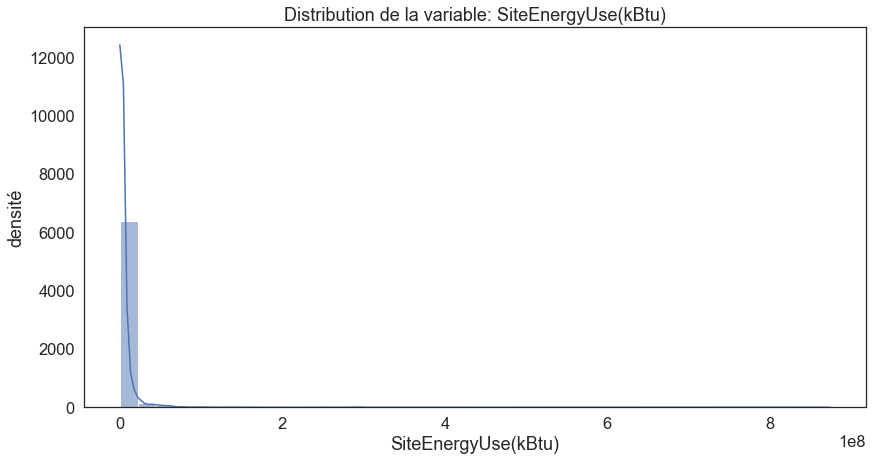 Distribution de la variable: SiteEnergyUse(kBtu)
12000
10000
8000
6000
4000
2000
0
densité
0 2 4 6 8
1e8
SiteEnergyUse(kBtu)